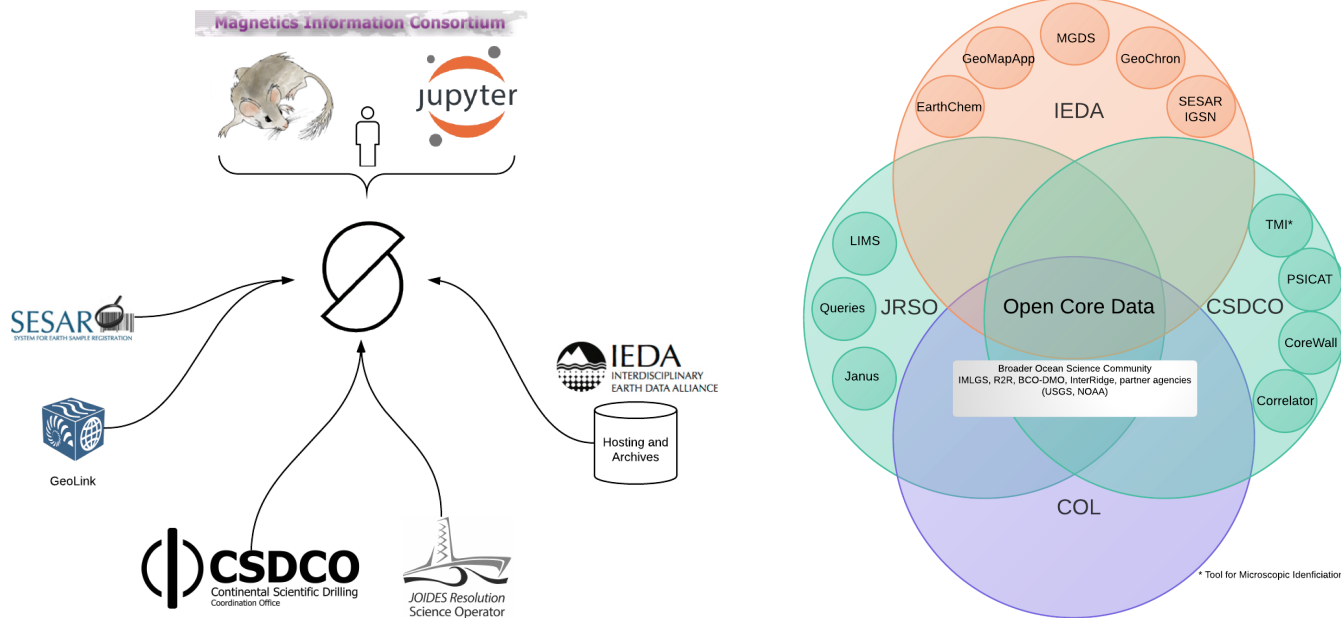 Magnetics Information Consortium
jupyter
SESAR
SYSTEM FOR EARTH SAMPLE REGISTRATION
GeoLink
IEDA
INTERDISCIPLINARY
EARTH DATA ALLIANCE
Hosting and
Archives
CSDCO
Continental Scientific Drilling
Coordination Office
JOIDES Resolution
Science Operator
MGDS
GeoMapApp
GeoChron
EarthChem
SESAR
IGSN
IEDA
LIMS
Queries
Janus
JRSO
Open Core Data
CSDCO
TMI*
PSICAT
CoreWall
Correlator
Broader Ocean Science Community
IMLGS, R2R, BCO-DMO, InterRidge, partner agencies
(USGS, NOAA)
COL
* Tool for Microscopic Idenficiation